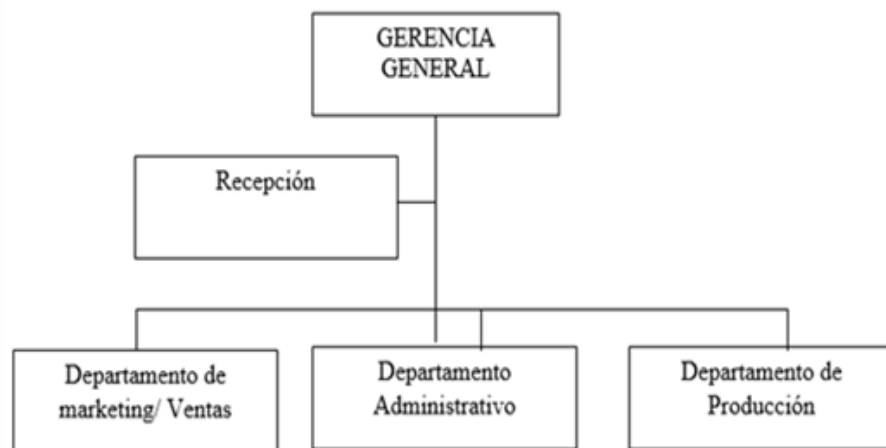 GERENCIA
GENERAL
Recepción
Departamento de
marketing/ Ventas
Departamento
Administrativo
Departamento de
Producción